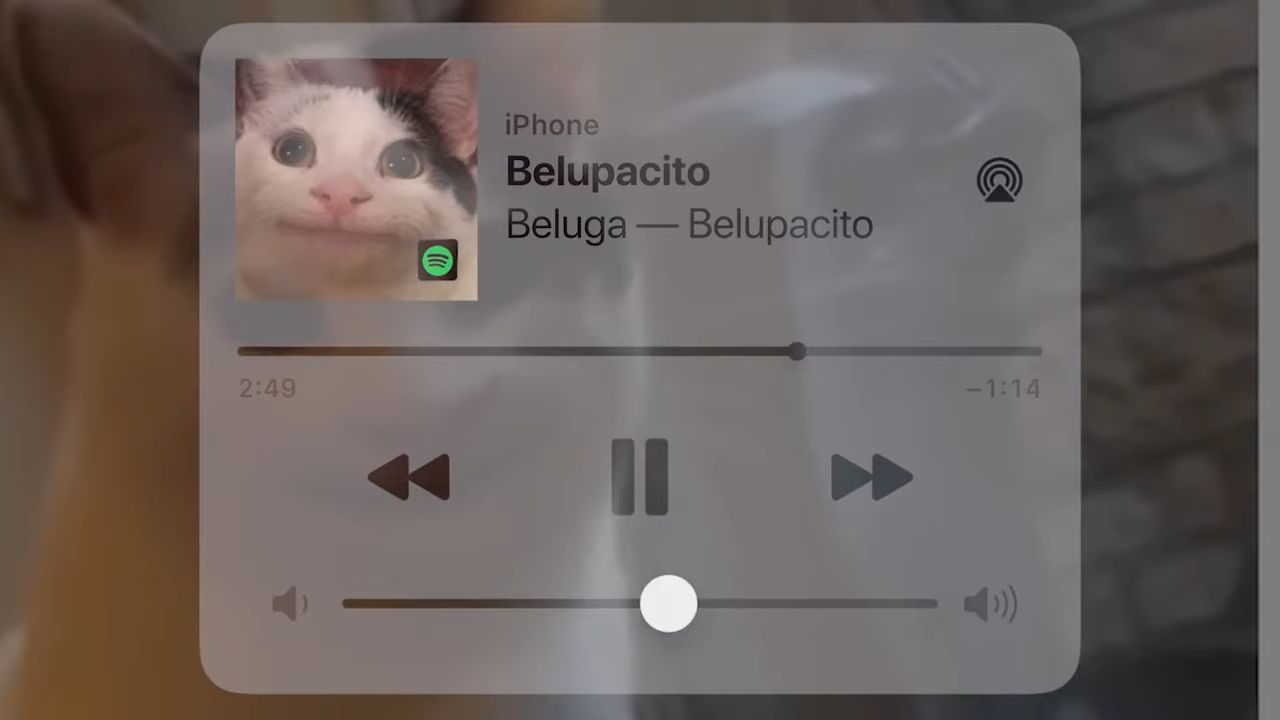 iPhone
Belupacito
Beluga — Belupacito
2:49
−1:14